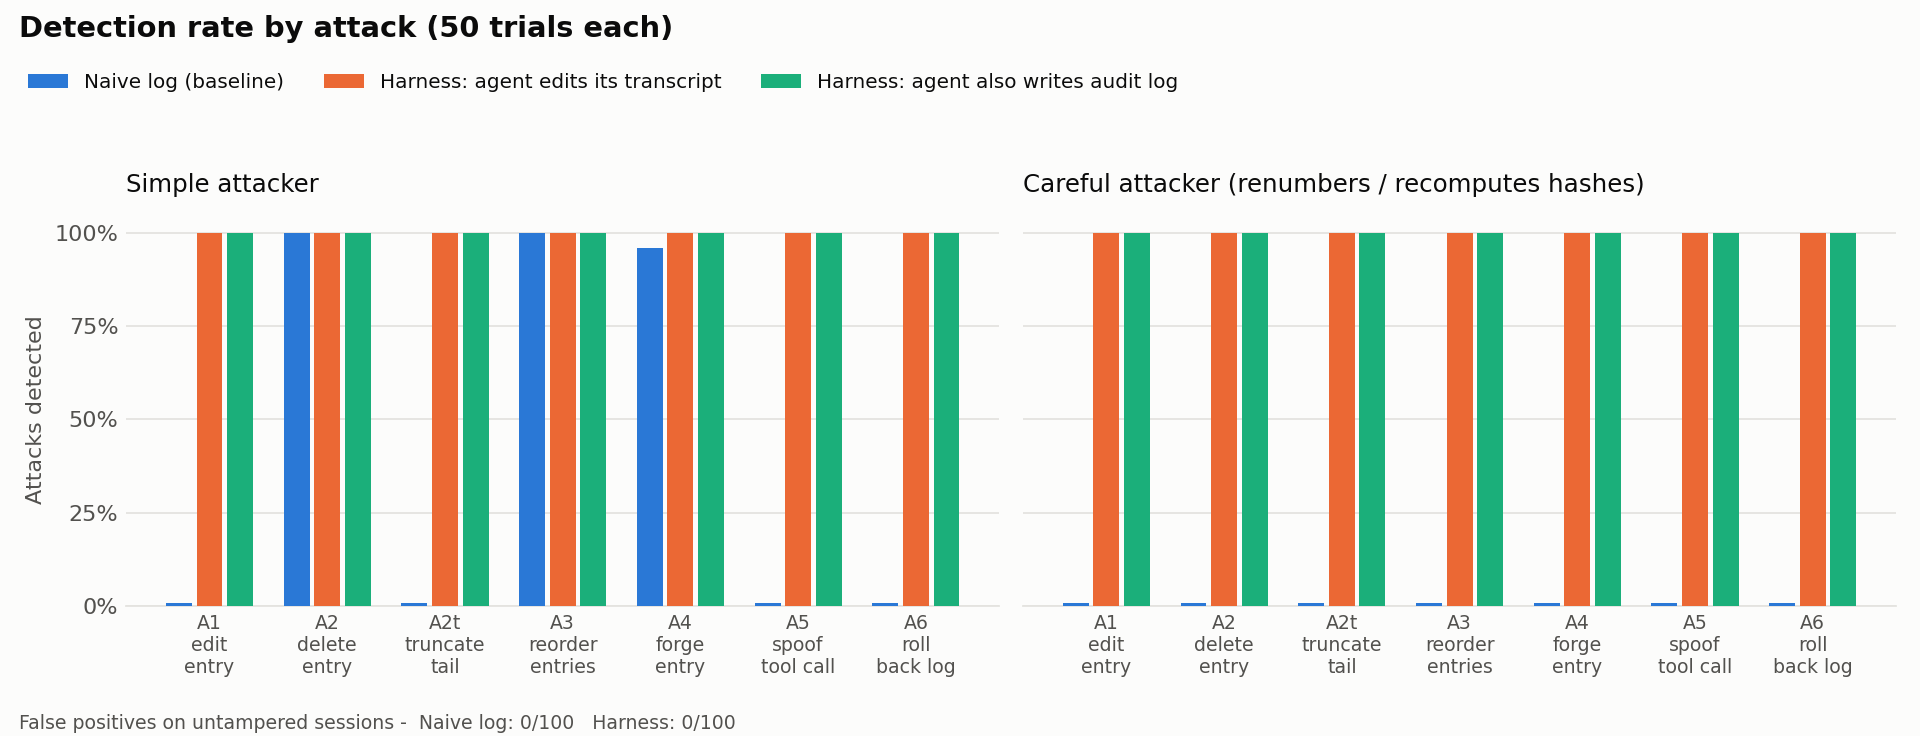 Detection rate by attack (50 trials each)
Naive log (baseline)
Harness: agent edits its transcript
Harness: agent also writes audit log
Simple attacker
Attacks detected
100%
75%
50%
25%
0%
A1
edit
entry
A2
delete
entry
A2t
truncate
tail
A3
reorder
entries
A4
forge
entry
A5
spoof
tool call
A6
roll
back log
Careful attacker (renumbers / recomputes hashes)
A1
edit
entry
A2
delete
entry
A2t
truncate
tail
A3
reorder
entries
A4
forge
entry
A5
spoof
tool call
A6
roll
back log
False positives on untampered sessions -  Naive log: 0/100   Harness: 0/100